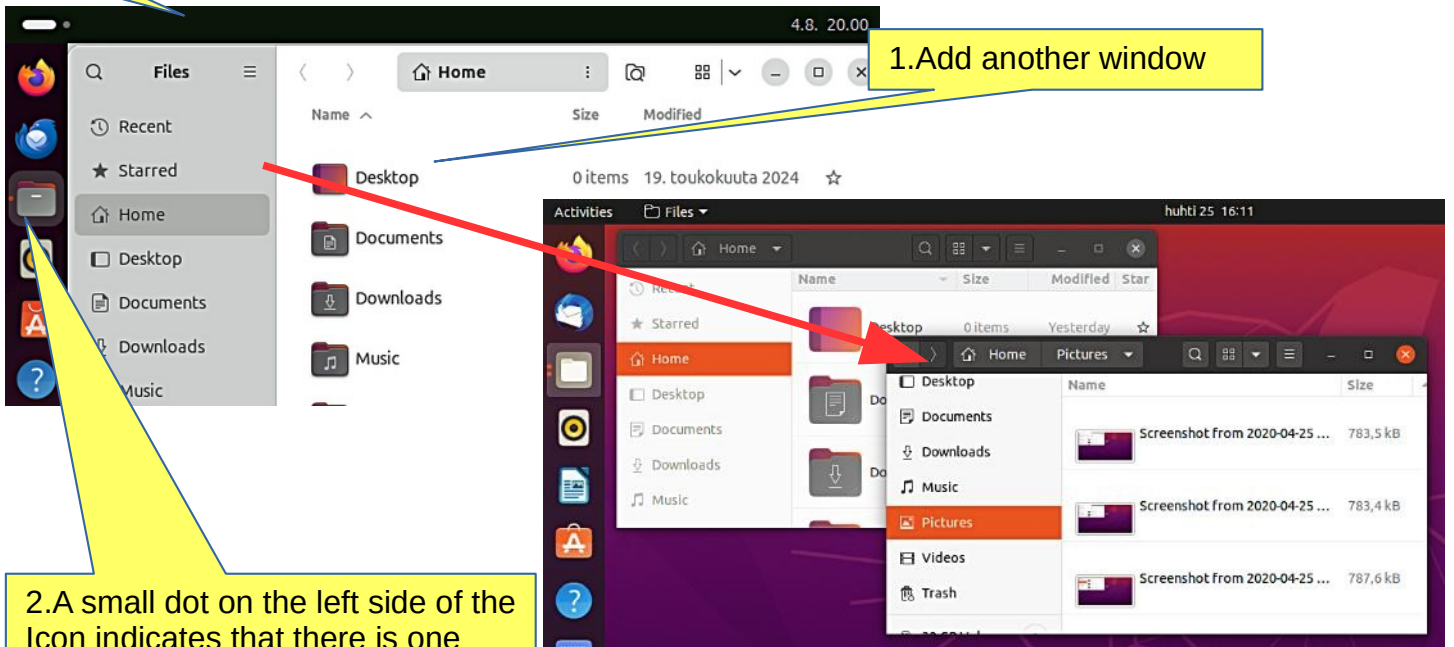 4.8. 20.00
1.Add another window
Files
Home
Name
Size
Modified
Recent
Starred
Home
Desktop
Documents
Downloads
Music
Desktop
0 items
19. toukokuuta 2024
Documents
Downloads
Music
Activities
Files
huhti 25 16:11
Home
Name
Size
Modified
Star
Recent
Starred
Home
Desktop
Documents
Downloads
Music
Desktop
0 items
Yesterday
Do
Do
Home
Pictures
Desktop
Documents
Downloads
Music
Pictures
Videos
Trash
Name
Size
Screenshot from 2020-04-25 ...
783,5 kB
Screenshot from 2020-04-25 ...
783,4 kB
Screenshot from 2020-04-25 ...
787,6 kB
2.A small dot on the left side of the
Icon indicates that there is one